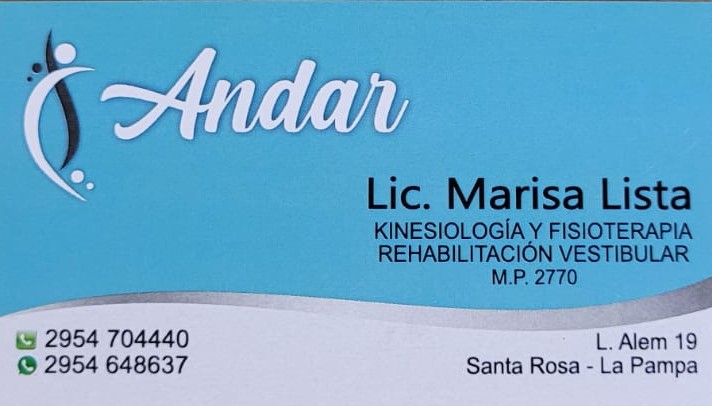 Andar
Lic. Marisa Lista
KINESIOLOGÍA Y FISIOTERAPIA
REHABILITACIÓN VESTIBULAR
M.P. 2770
2954 704440
2954 648637
L. Alem 19
Santa Rosa - La Pampa